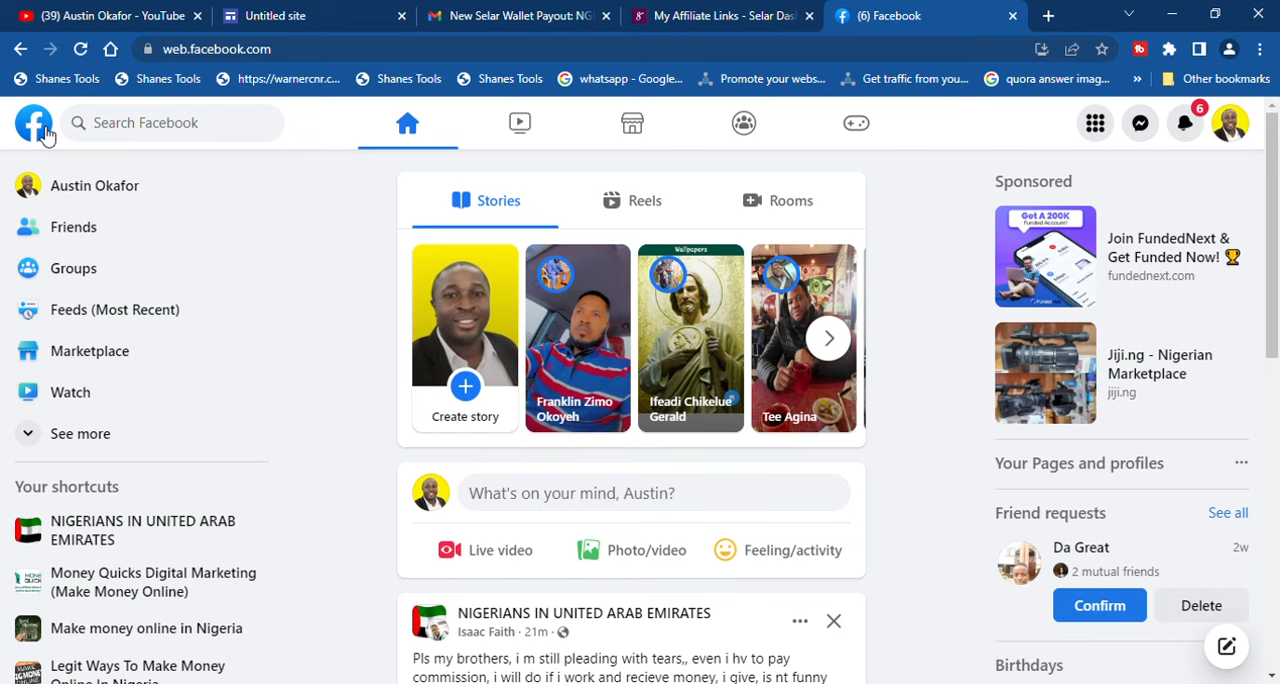 (39) Austin Okafor - YouTube
Untitled site
New Selar Wallet Payout: NG
My Affiliate Links - Selar Das
(6) Facebook
web.facebook.com
Shanes Tools
Shanes Tools
https://warnercnr.c...
Shanes Tools
Shanes Tools
whatsapp - Google...
Promote your webs...
Get traffic from you...
quora answer imag...
»
Other bookmarks
Search Facebook
6
Austin Okafor
Friends
Groups
Feeds (Most Recent)
Marketplace
Watch
See more
Your shortcuts
NIGERIANS IN UNITED ARAB
EMIRATES
Money Quicks Digital Marketing
(Make Money Online)
Make money online in Nigeria
Legit Ways To Make Money
Online In Nigeria
Stories
Reels
Rooms
Create story
Franklin Zimo
Okoyeh
Wallpapers
Ifeadi Chikelue
Gerald
Tee Agina
What's on your mind, Austin?
Live video
Photo/video
Feeling/activity
NIGERIANS IN UNITED ARAB EMIRATES
Isaac Faith · 21m ·
Pls my brothers, i m still pleading with tears,, even i hv to pay
commission, i will do if i work and recieve money, i give, is nt funny
Sponsored
GeT A 200K
Funded Account!
Join FundedNext &
Get Funded Now! 🏆
fundednext.com
Jiji.ng - Nigerian
Marketplace
jiji.ng
Your Pages and profiles
Friend requests
See all
Da Great
2w
2 mutual friends
Confirm
Delete
Birthdays